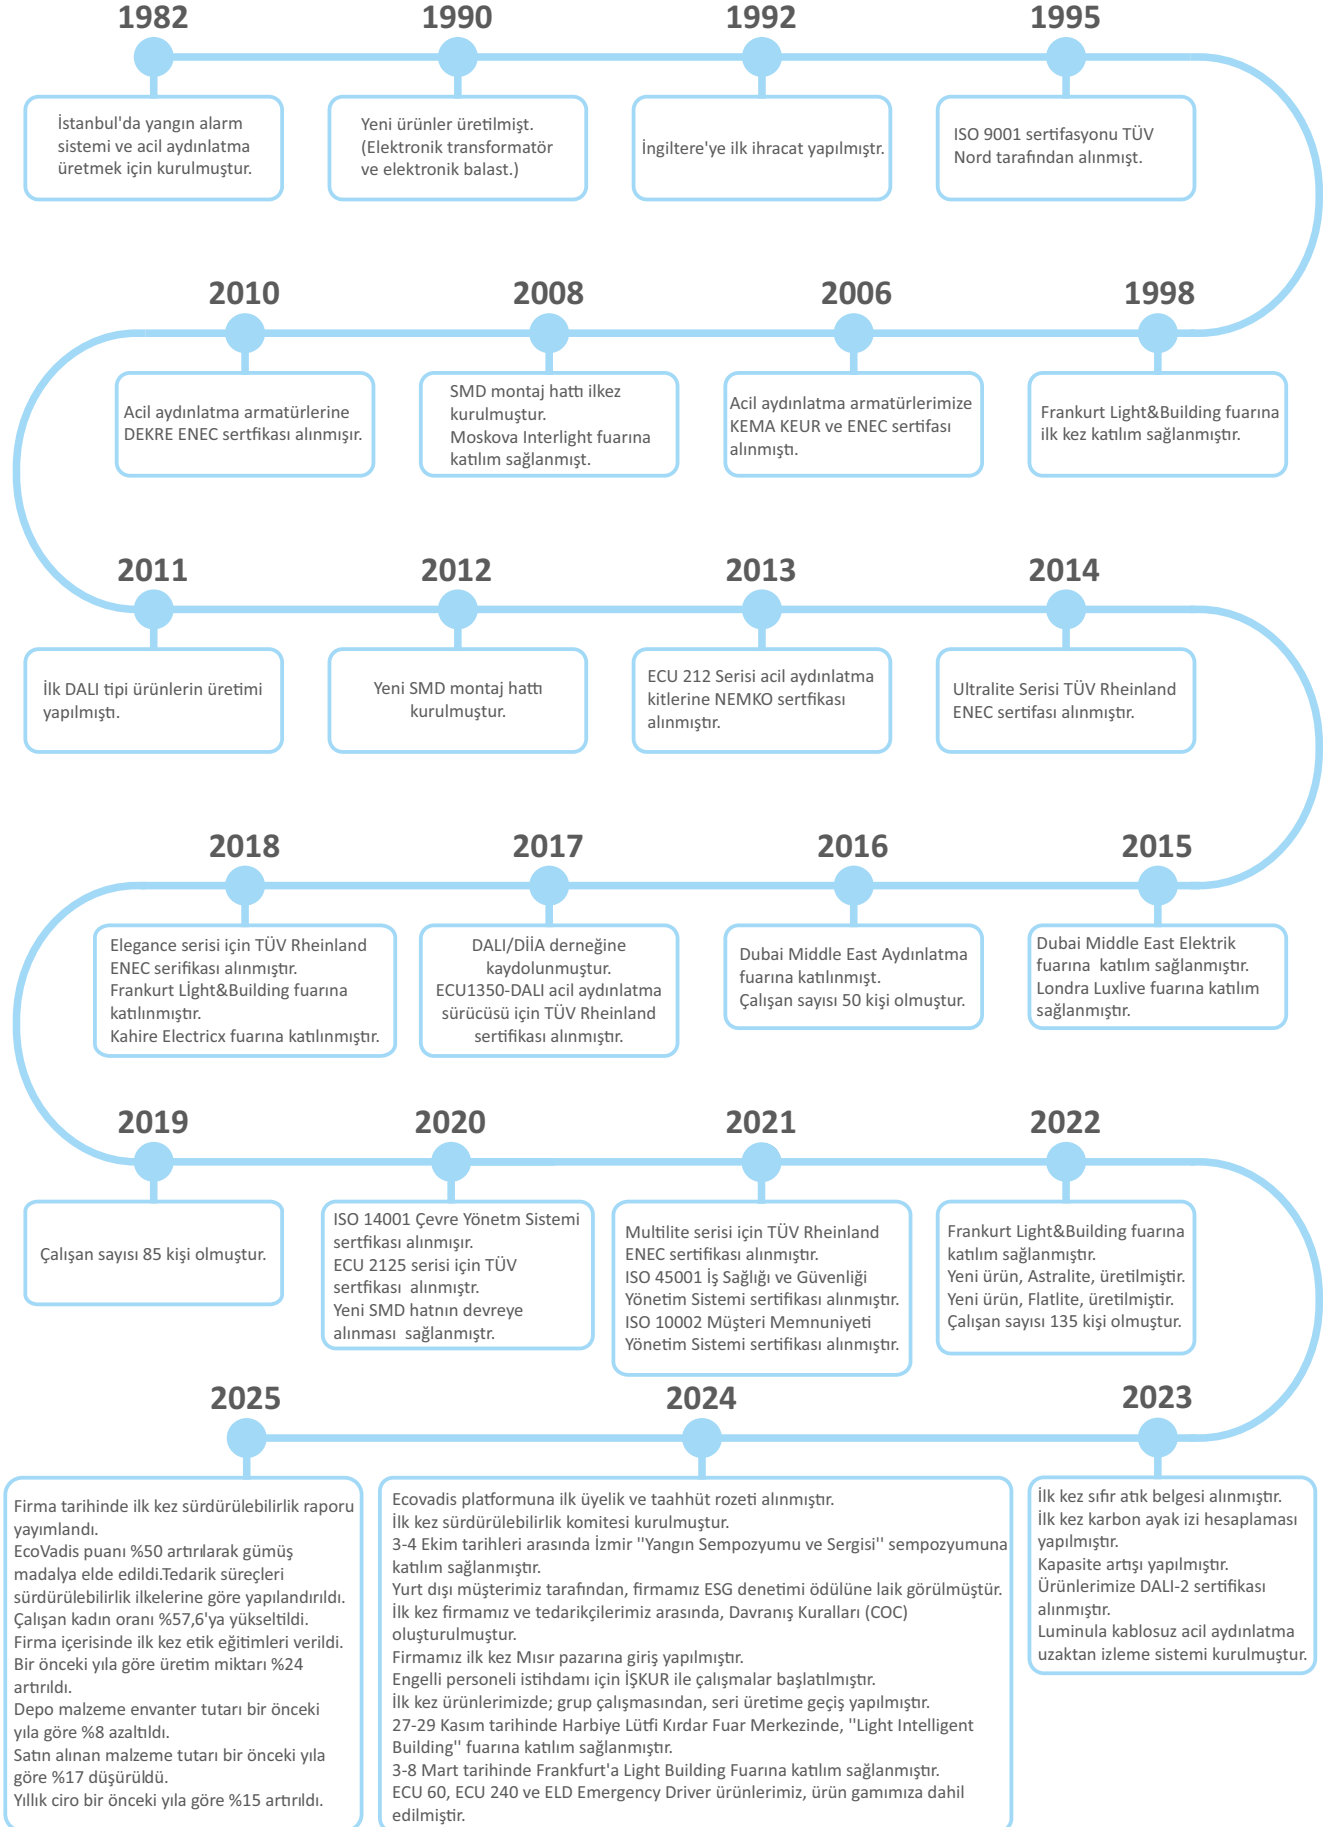 1982
İstanbul'da yangın alarm
sistemi ve acil aydınlatma
üretmek için kurulmuştur.
1990
Yeni ürünler üretilmişt.
(Elektronik transformatör
ve elektronik balast.)
1992
İngiltere'ye ilk ihracat yapılmıştr.
1995
ISO 9001 sertifasyonu TÜV
Nord tarafından alınmışt.
1998
Frankurt Light&Building fuarına
ilk kez katılım sağlanmıştir.
2006
Acil aydınlatma armatürlerimize
KEMA KEUR ve ENEC sertifası
alınmıştı.
2008
SMD montaj hattı ilkez
kurulmuştur.
Moskova Interlight fuarına
katılım sağlanmışt.
2010
Acil aydınlatma armatürlerine
DEKRE ENEC sertfikası alınmışır.
2011
İlk DALI tipi ürünlerin üretimi
yapılmıştı.
2012
Yeni SMD montaj hattı
kurulmuştur.
2013
ECU 212 Serisi acil aydınlatma
kitlerine NEMKO sertfikası
alınmıştır.
2014
Ultralite Serisi TÜV Rheinland
ENEC sertifası alınmıştır.
2015
Dubai Middle East Elektrik
fuarına katılım sağlanmıştir.
Londra Luxlive fuarına katılım
sağlanmıştır.
2016
Dubai Middle East Aydınlatma
fuarına katılınmışt.
Çalışan sayısı 50 kişi olmuştur.
2017
DALI/DİİA derneğine
kaydolunmuştur.
ECU1350-DALI acil aydınlatma
sürücüsü için TÜV Rheinland
sertifikası alınmıştır.
2018
Elegance serisi için TÜV Rheinland
ENEC serifikası alınmıştır.
Frankurt Lİght&Building fuarına
katılınmıştır.
Kahire Electricx fuarına katılınmıştır.
2019
Çalışan sayısı 85 kişi olmuştur.
2020
ISO 14001 Çevre Yönetm Sistemi
sertfikası alınmışır.
ECU 2125 serisi için TÜV
sertfikası alınmıştr.
Yeni SMD hatnın devreye
alınması sağlanmıştr.
2021
Multilite serisi için TÜV Rheinland
ENEC sertifikası alınmıştır.
ISO 45001 İş Sağlığı ve Güvenliği
Yönetim Sistemi sertifikası alınmıştır.
ISO 10002 Müşteri Memnuniyeti
Yönetim Sistemi sertifikası alınmıştır.
2022
Frankurt Light&Building fuarına
katılım sağlanmıştır.
Yeni ürün, Astralite, üretilmiştir.
Yeni ürün, Flatlite, üretilmiştir.
Çalışan sayısı 135 kişi olmuştur.
2023
İlk kez sıfır atık belgesi alınmıştır.
İlk kez karbon ayak izi hesaplaması
yapılmıştır.
Kapasite artışı yapılmıştır.
Ürünlerimize DALI-2 sertifikası
alınmıştır.
Luminula kablosuz acil aydınlatma
uzaktan izleme sistemi kurulmuştur.
2024
Ecovadis platformuna ilk üyelik ve taahhüt rozeti alınmıştır.
İlk kez sürdürülebilirlik komitesi kurulmuştur.
3-4 Ekim tarihleri arasında İzmir ''Yangın Sempozyumu ve Sergisi'' sempozyumuna
katılım sağlanmıştır.
Yurt dışı müşterimiz tarafından, firmamız ESG denetimi ödülüne laik görülmüştür.
İlk kez firmamız ve tedarikçilerimiz arasında, Davranış Kuralları (COC)
oluşturulmuştur.
Firmamız ilk kez Mısır pazarına giriş yapılmıştır.
Engelli personeli istihdamı için İŞKUR ile çalışmalar başlatılmıştır.
İlk kez ürünlerimizde; grup çalışmasından, seri üretime geçiş yapılmıştır.
27-29 Kasım tarihinde Harbiye Lütfi Kırdar Fuar Merkezinde, ''Light Intelligent
Building'' fuarına katılım sağlanmıştır.
3-8 Mart tarihinde Frankfurt'a Light Building Fuarına katılım sağlanmıştır.
ECU 60, ECU 240 ve ELD Emergency Driver ürünlerimiz, ürün gamımıza dahil
edilmiştir.
2025
Firma tarihinde ilk kez sürdürülebilirlik raporu
yayımlandı.
EcoVadis puanı %50 artırılarak gümüş
madalya elde edildi.Tedarik süreçleri
sürdürülebilirlik ilkelerine göre yapılandırıldı.
Çalışan kadın oranı %57,6'ya yükseltildi.
Firma içerisinde ilk kez etik eğitimleri verildi.
Bir önceki yıla göre üretim miktarı %24
artırıldı.
Depo malzeme envanter tutarı bir önceki
yıla göre %8 azaltıldı.
Satın alınan malzeme tutarı bir önceki yıla
göre %17 düşürüldü.
Yıllık ciro bir önceki yıla göre %15 artırıldı.